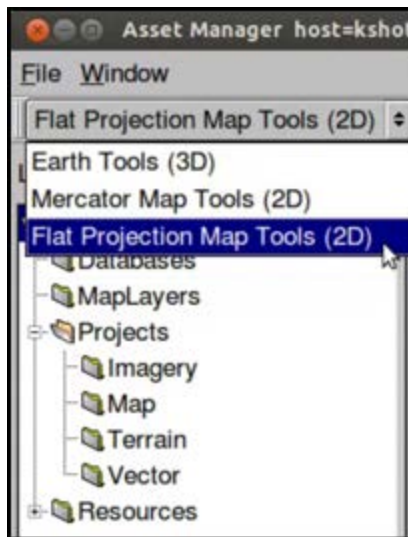 Asset Manager host=kshot
File Window
Flat Projection Map Tools (2D)
Earth Tools (3D)
Mercator Map Tools (2D)
Flat Projection Map Tools (2D)
Databases
MapLayers
Projects
Imagery
Map
Terrain
Vector
Resources